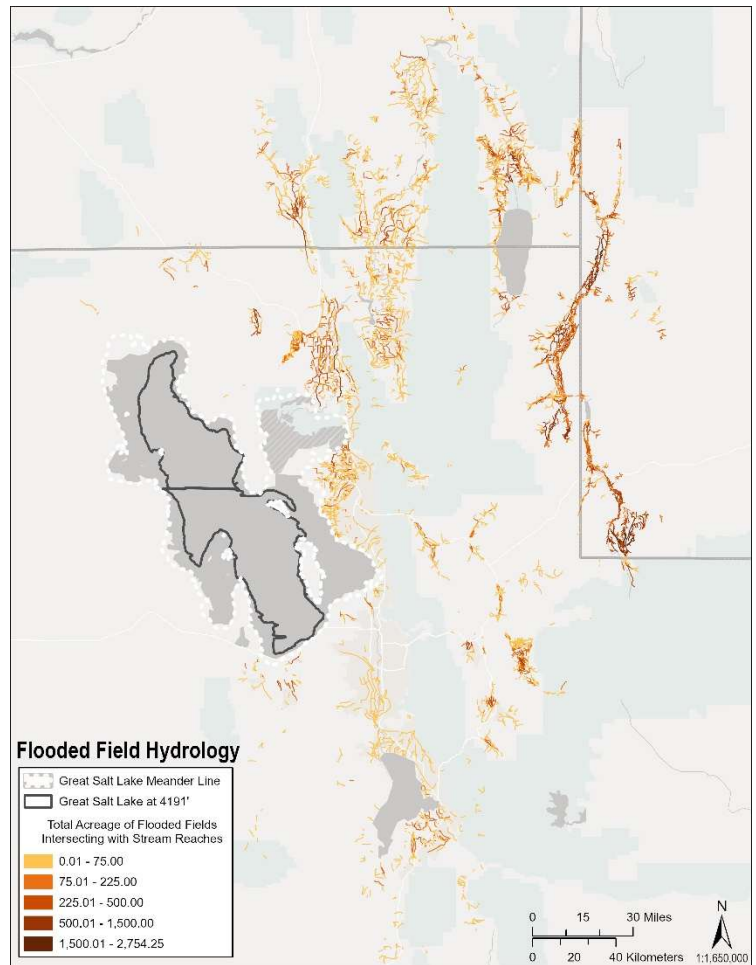 Flooded Field Hydrology
Great Salt Lake Meander Line
Great Salt Lake at 4191'
Total Acreage of Flooded Fields
Intersecting with Stream Reaches
0.01 - 75.00
75.01 - 225.00
225.01 - 500.00
500.01 - 1,500.00
1,500.01 - 2,754.25
0 15 30 Miles
0 20 40 Kilometers
N
1:1,650,000